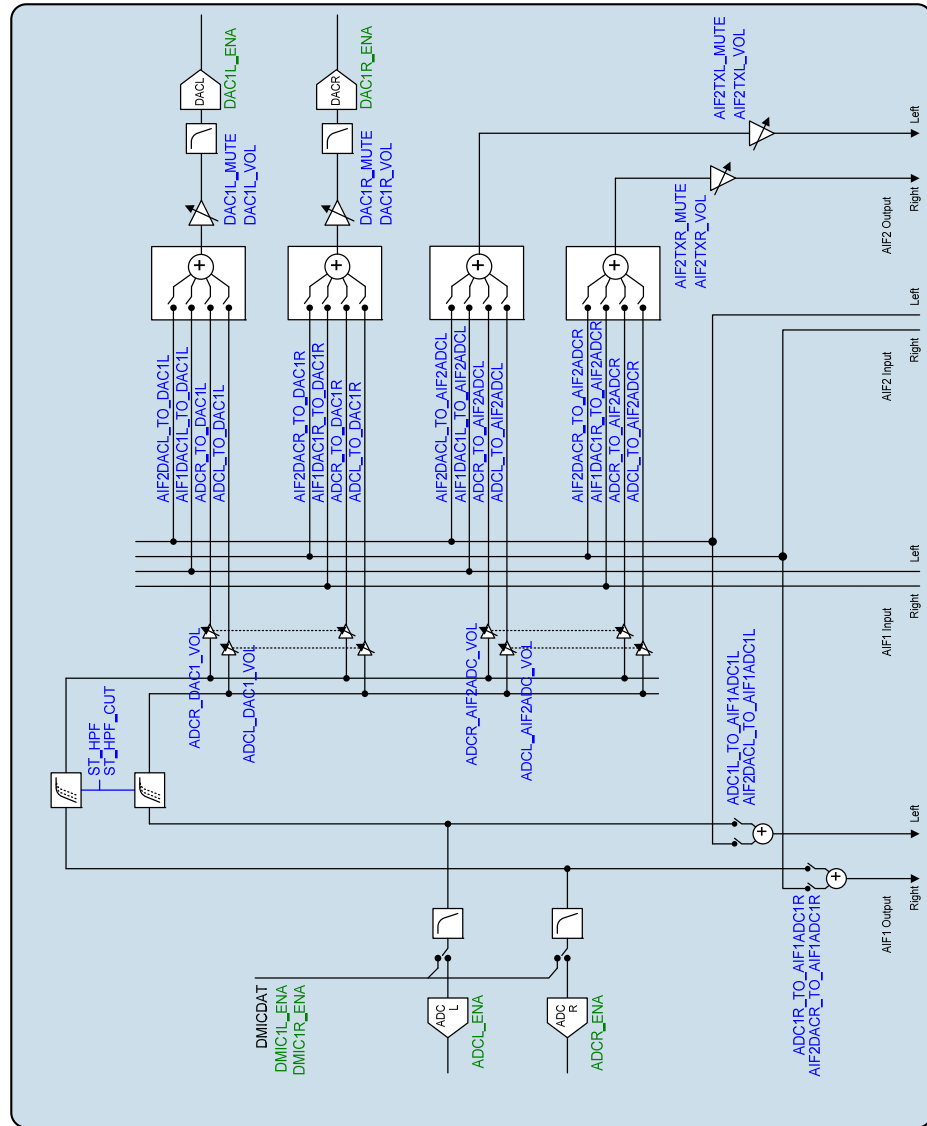 DACL
DAC1L_ENA
DAC1L_MUTE
DAC1L_VOL
DACR
DAC1R_ENA
DAC1R_MUTE
DAC1R_VOL
AIF2TXL_MUTE
AIF2TXL_VOL
AIF2TXR_MUTE
AIF2TXR_VOL
Left
Right
AIF2 Output
AIF2DACL_TO_DAC1L
AIF1DAC1L_TO_DAC1L
ADCR_TO_DAC1L
ADCL_TO_DAC1L
AIF2DACR_TO_DAC1R
AIF1DAC1R_TO_DAC1R
ADCR_TO_DAC1R
ADCL_TO_DAC1R
AIF2DACL_TO_AIF2ADCL
AIF1DAC1L_TO_AIF2ADCL
ADCR_TO_AIF2ADCL
ADCL_TO_AIF2ADCL
AIF2DACR_TO_AIF2ADCR
AIF1DAC1R_TO_AIF2ADCR
ADCR_TO_AIF2ADCR
ADCL_TO_AIF2ADCR
Left
Right
AIF2 Input
Left
Right
AIF1 Input
ADCR_DAC1_VOL
ADCL_DAC1_VOL
ADCR_AIF2ADC_VOL
ADCL_AIF2ADC_VOL
ST_HPF
ST_HPF_CUT
ADC1L_TO_AIF1ADC1L
AIF2DACL_TO_AIF1ADC1L
Left
Right
AIF1 Output
ADC1R_TO_AIF1ADC1R
AIF2DACR_TO_AIF1ADC1R
DMICDAT
DMIC1L_ENA
DMIC1R_ENA
ADC
L
ADCL_ENA
ADC
R
ADCR_ENA